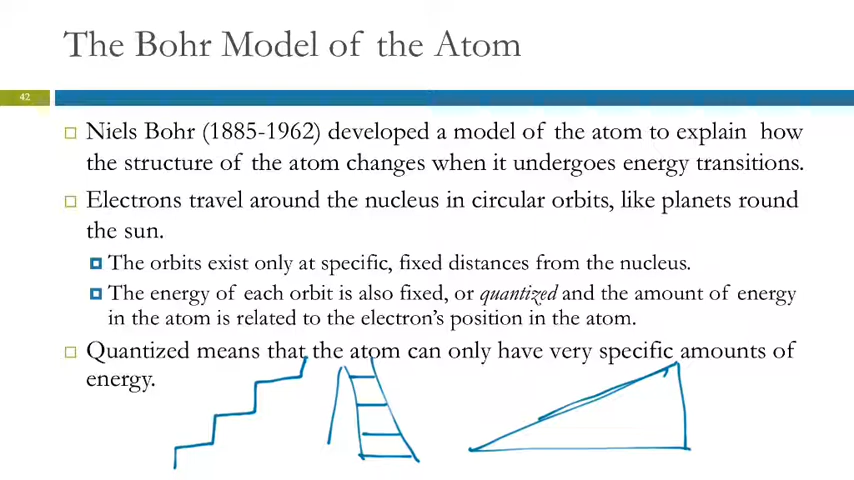 The Bohr Model of the Atom
42
Niels Bohr (1885-1962) developed a model of the atom to explain how
the structure of the atom changes when it undergoes energy transitions.
Electrons travel around the nucleus in circular orbits, like planets round
the sun.
The orbits exist only at specific, fixed distances from the nucleus.
The energy of each orbit is also fixed, or quantized and the amount of energy
in the atom is related to the electron's position in the atom.
Quantized means that the atom can only have very specific amounts of
energy.